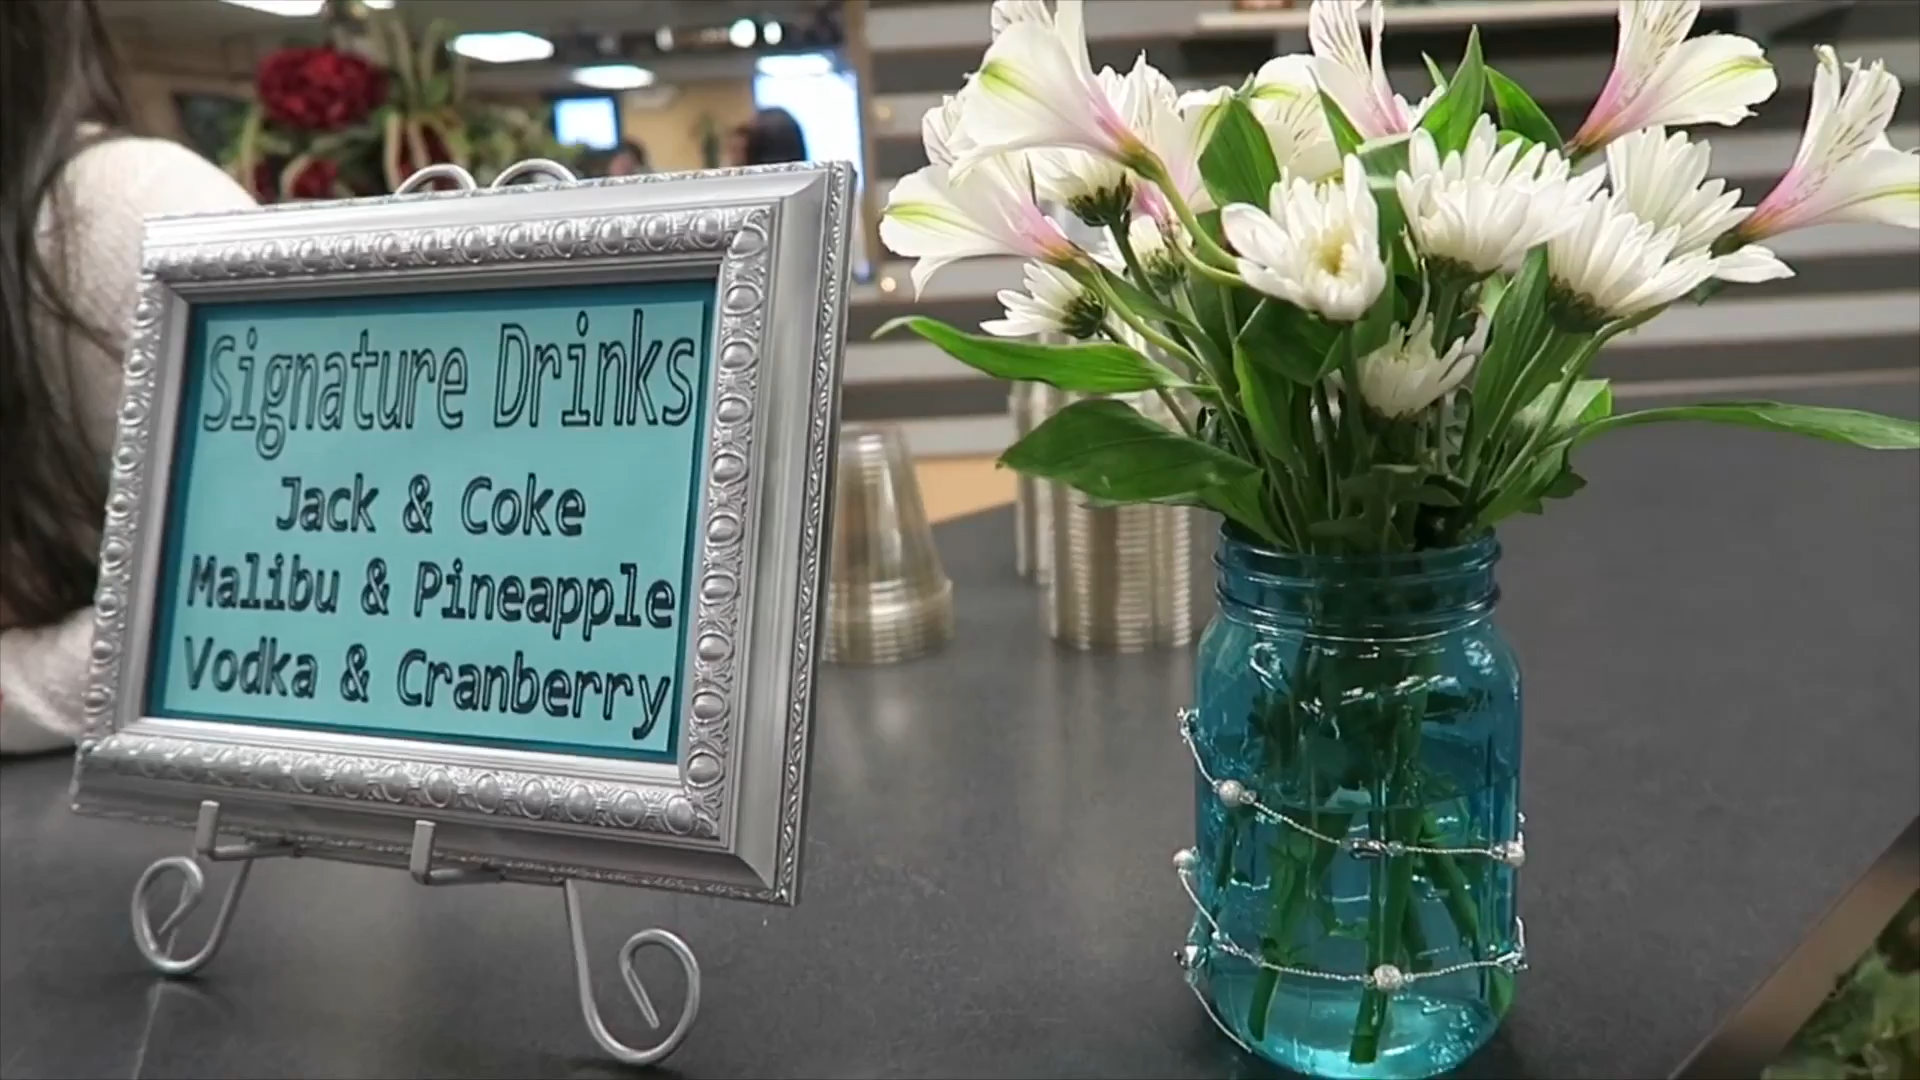 Signature Drinks
Jack & Coke
Malibu & Pineapple
Vodka & Cranberry